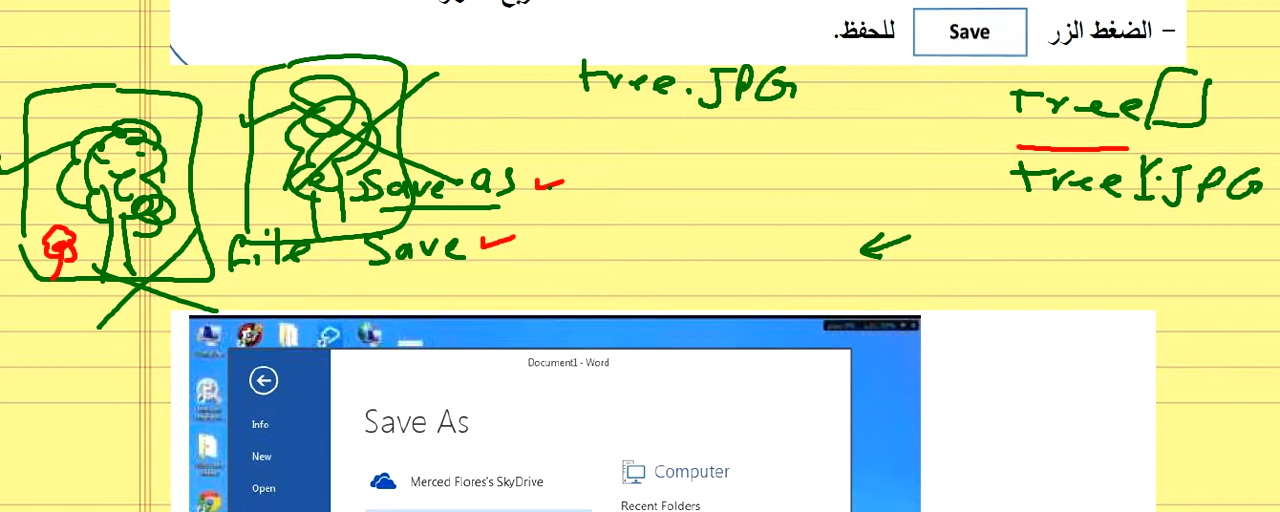 – الضغط الزر Save للحفظ.
tree.JPG
tree
Save as
tree1.JPG
File Save
Document1 - Word
Save As
Info
New
Open
Merced Flores's SkyDrive
Computer
Recent Folders